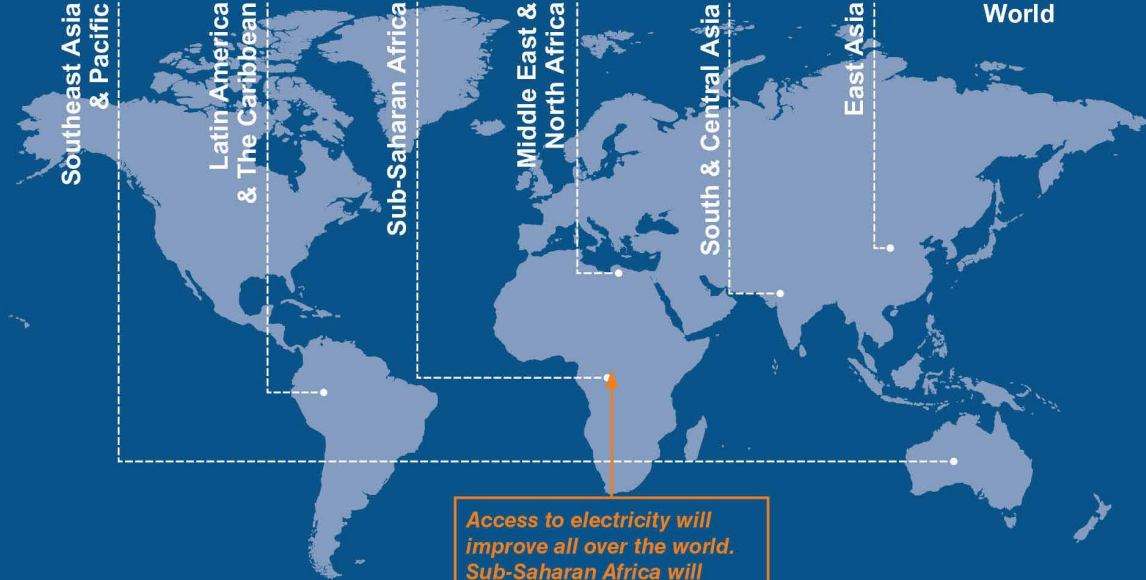 Southeast Asia
& Pacific
Latin America
& The Caribbean
Sub-Saharan Africa
Middle East &
North Africa
South & Central Asia
East Asia
World
Access to electricity will
improve all over the world.
Sub-Saharan Africa will